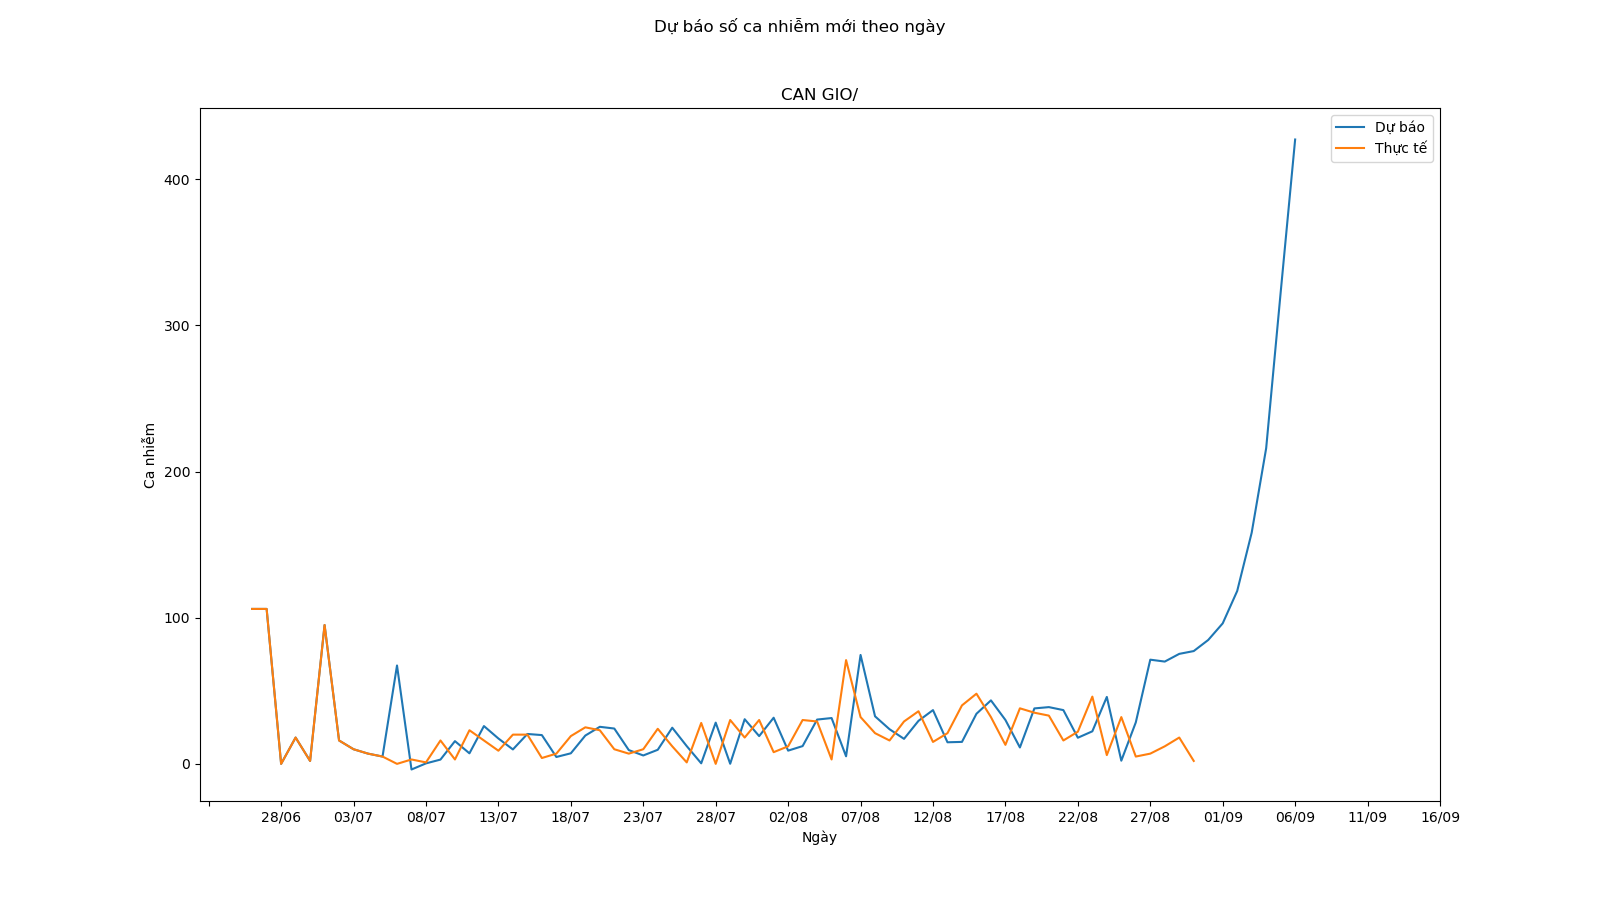 Dự báo số ca nhiễm mới theo ngày
CAN GIO/
Dự báo
Thực tế
400
300
200
100
0
Ca nhiễm
28/06 03/07 08/07 13/07 18/07 23/07 28/07 02/08 07/08 12/08 17/08 22/08 27/08 01/09 06/09 11/09 16/09
Ngày